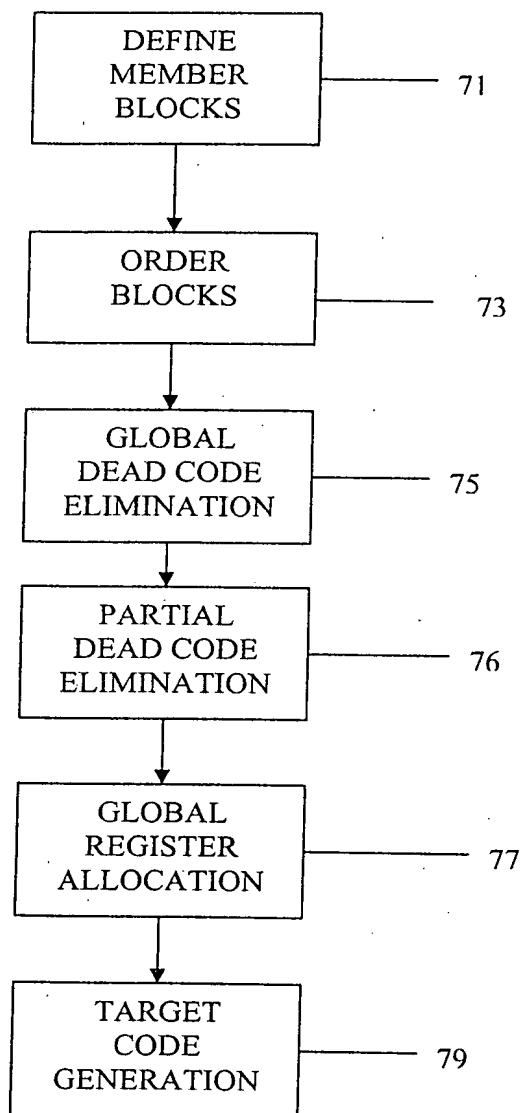 DEFINE
MEMBER
BLOCKS
71
ORDER
BLOCKS
73
GLOBAL
DEAD CODE
ELIMINATION
75
PARTIAL
DEAD CODE
ELIMINATION
76
GLOBAL
REGISTER
ALLOCATION
77
TARGET
CODE
GENERATION
79